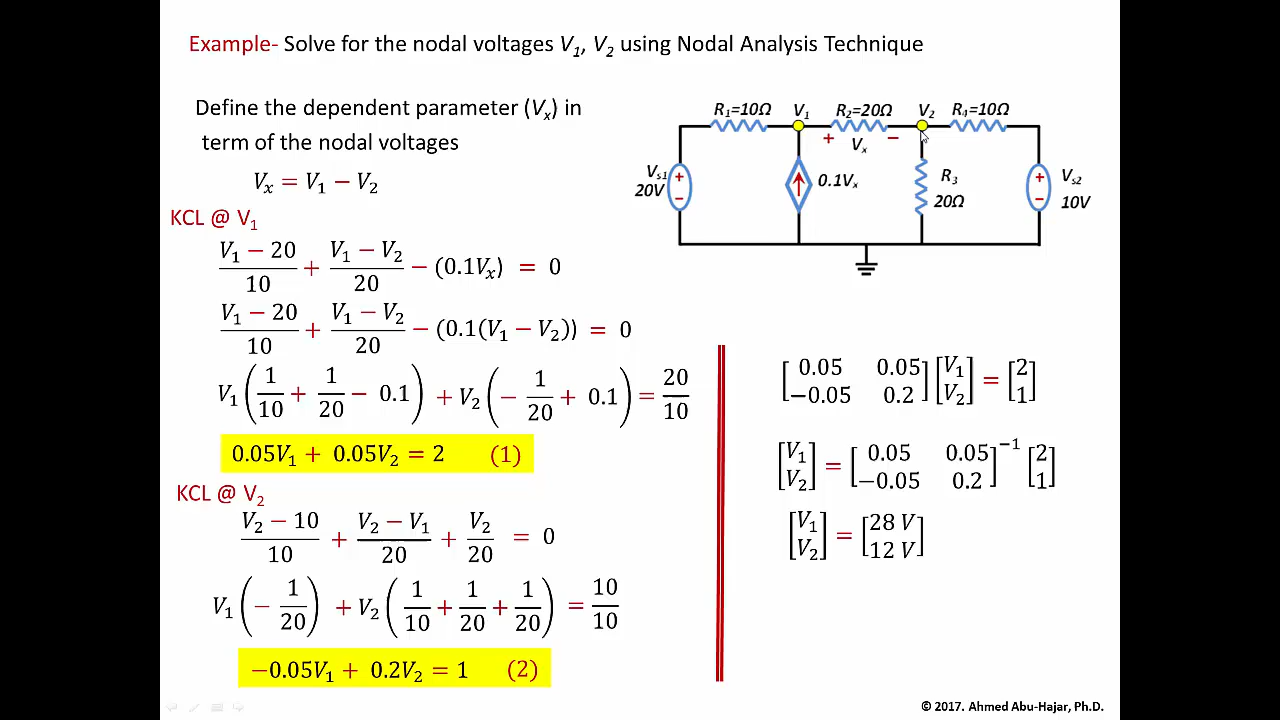 Example- Solve for the nodal voltages V₁, V₂ using Nodal Analysis Technique
Define the dependent parameter (Vₓ) in
term of the nodal voltages
Vₓ = V₁ − V₂
KCL @ V₁
(V₁ − 20)/10 + (V₁ − V₂)/20 − (0.1Vₓ) = 0
(V₁ − 20)/10 + (V₁ − V₂)/20 − (0.1(V₁ − V₂)) = 0
V₁(1/10 + 1/20 − 0.1) + V₂(− 1/20 + 0.1) = 20/10
0.05V₁ + 0.05V₂ = 2 (1)
KCL @ V₂
(V₂ − 10)/10 + (V₂ − V₁)/20 + V₂/20 = 0
V₁(− 1/20) + V₂(1/10 + 1/20 + 1/20) = 10/10
−0.05V₁ + 0.2V₂ = 1 (2)
R₁=10Ω V₁ R₂=20Ω V₂ R₄=10Ω
+ Vₓ −
Vₛ₁ + 0.1Vₓ R₃ + Vₛ₂
20V − 20Ω − 10V
[0.05 0.05] [V₁] = [2]
[−0.05 0.2] [V₂] [1]
[V₁] = [0.05 0.05]⁻¹ [2]
[V₂] [−0.05 0.2] [1]
[V₁] = [28 V]
[V₂] [12 V]
© 2017. Ahmed Abu-Hajar, Ph.D.